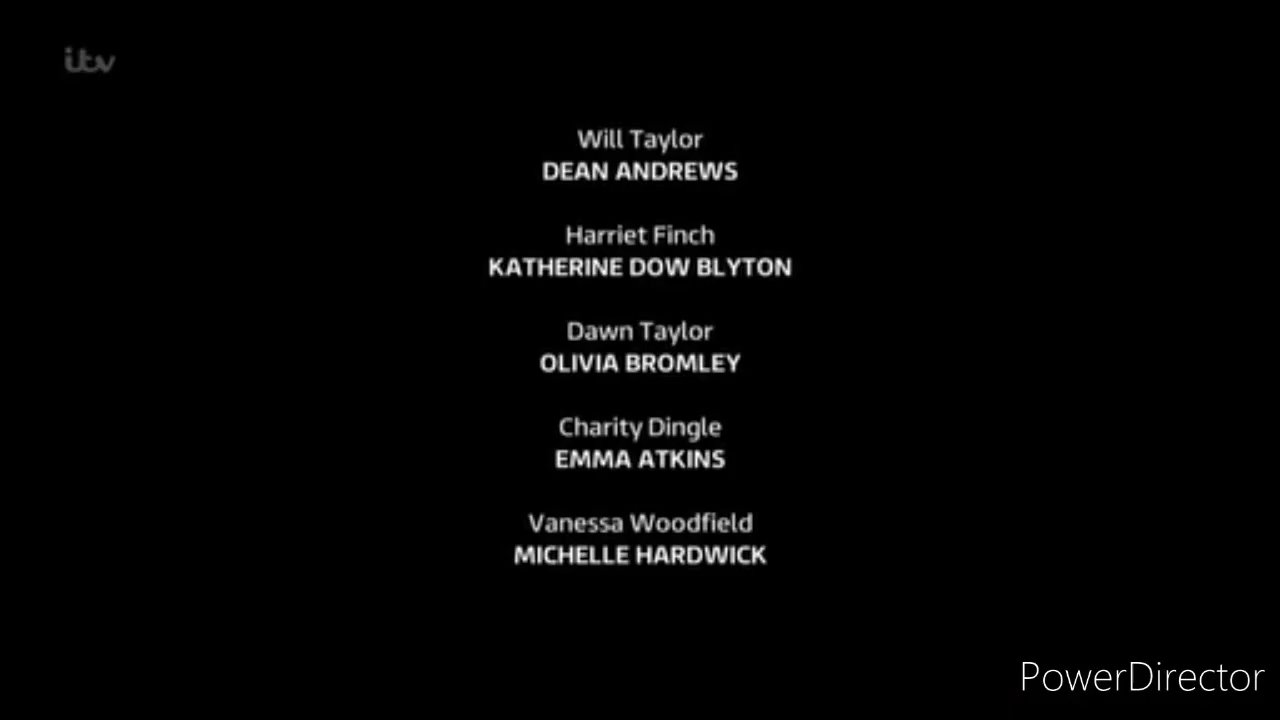 itv
Will Taylor
DEAN ANDREWS
Harriet Finch
KATHERINE DOW BLYTON
Dawn Taylor
OLIVIA BROMLEY
Charity Dingle
EMMA ATKINS
Vanessa Woodfield
MICHELLE HARDWICK
PowerDirector